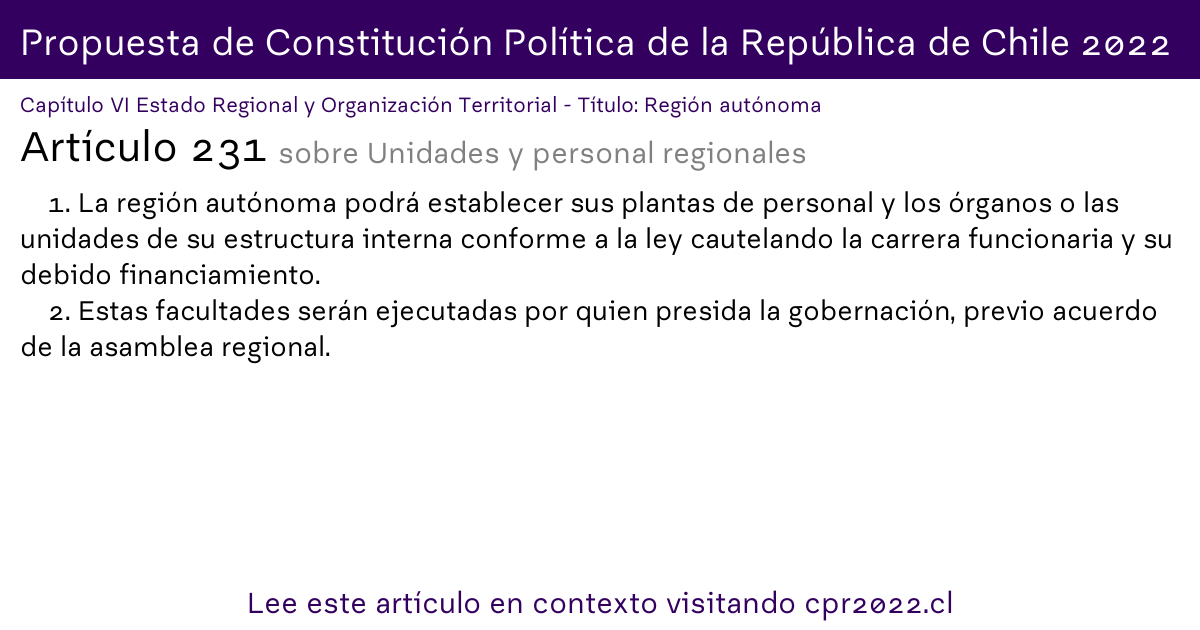 Propuesta de Constitución Política de la República de Chile 2022
Capítulo VI Estado Regional y Organización Territorial - Título: Región autónoma
Artículo 231 sobre Unidades y personal regionales
1. La región autónoma podrá establecer sus plantas de personal y los órganos o las
unidades de su estructura interna conforme a la ley cautelando la carrera funcionaria y su
debido financiamiento.
2. Estas facultades serán ejecutadas por quien presida la gobernación, previo acuerdo
de la asamblea regional.
Lee este artículo en contexto visitando cpr2022.cl